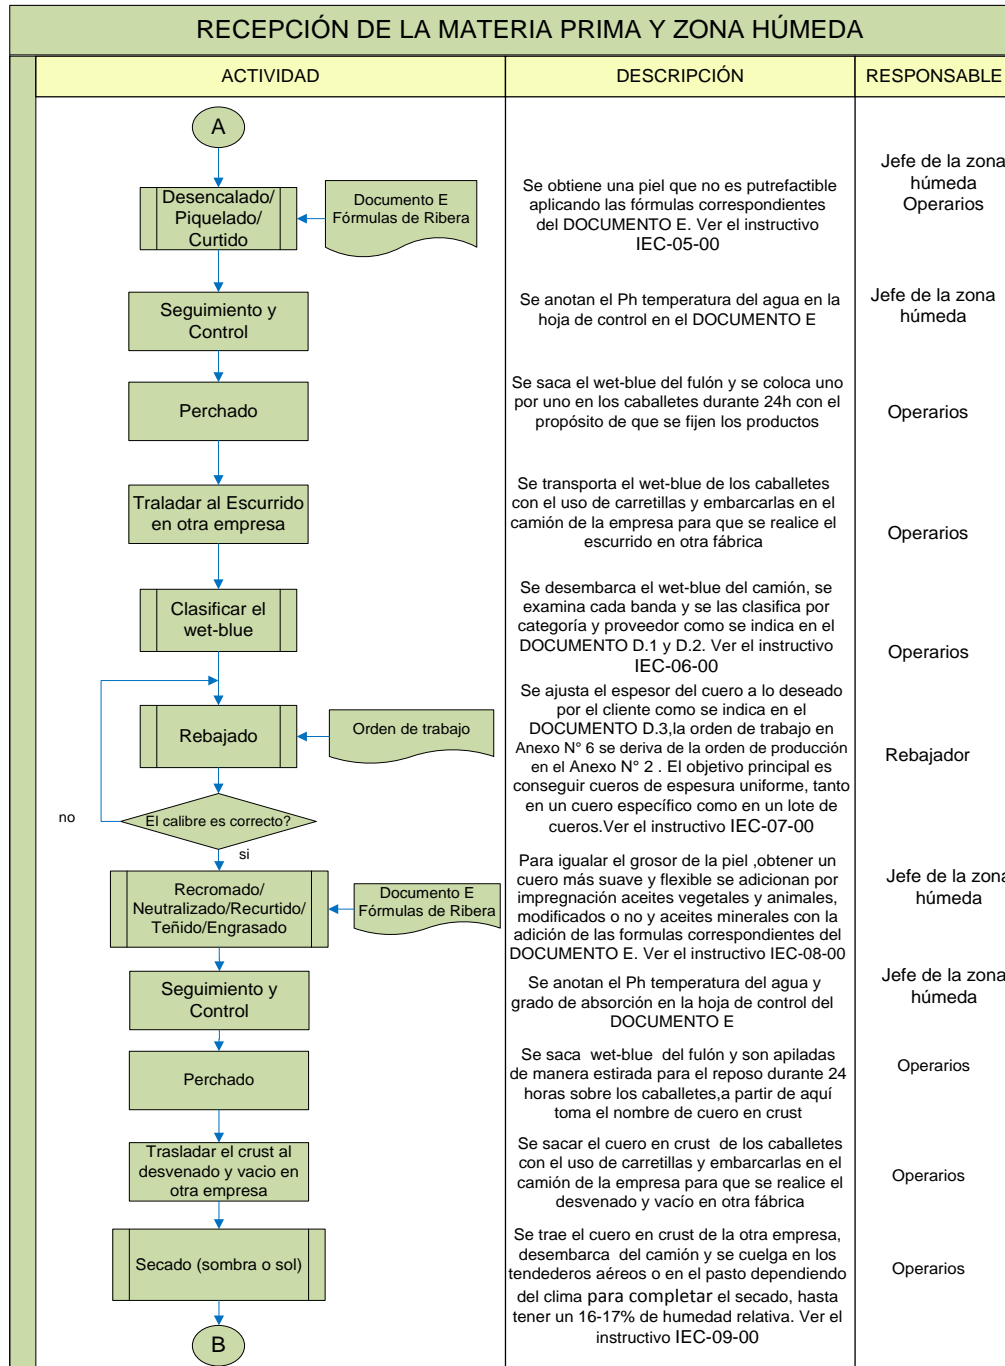 RECEPCIÓN DE LA MATERIA PRIMA Y ZONA HÚMEDA
ACTIVIDAD
DESCRIPCIÓN
RESPONSABLE
A
Desencalado/
Piquelado/
Curtido
Documento E
Fórmulas de Ribera
Se obtiene una piel que no es putrefactible
aplicando las fórmulas correspondientes
del DOCUMENTO E. Ver el instructivo
IEC-05-00
Jefe de la zona
húmeda
Operarios
Seguimiento y
Control
Se anotan el Ph temperatura del agua en la
hoja de control en el DOCUMENTO E
Jefe de la zona
húmeda
Perchado
Se saca el wet-blue del fulón y se coloca uno
por uno en los caballetes durante 24h con el
propósito de que se fijen los productos
Operarios
Traladar al Escurrido
en otra empresa
Se transporta el wet-blue de los caballetes
con el uso de carretillas y embarcarlas en el
camión de la empresa para que se realice el
escurrido en otra fábrica
Operarios
Clasificar el
wet-blue
Se desembarca el wet-blue del camión, se
examina cada banda y se las clasifica por
categoría y proveedor como se indica en el
DOCUMENTO D.1 y D.2. Ver el instructivo
IEC-06-00
Operarios
Rebajado
Orden de trabajo
Se ajusta el espesor del cuero a lo deseado
por el cliente como se indica en el
DOCUMENTO D.3,la orden de trabajo en
Anexo N° 6 se deriva de la orden de producción
en el Anexo N° 2 . El objetivo principal es
conseguir cueros de espesura uniforme, tanto
en un cuero específico como en un lote de
cueros.Ver el instructivo IEC-07-00
Rebajador
El calibre es correcto?
no
si
Recromado/
Neutralizado/Recurtido/
Teñido/Engrasado
Documento E
Fórmulas de Ribera
Para igualar el grosor de la piel ,obtener un
cuero más suave y flexible se adicionan por
impregnación aceites vegetales y animales,
modificados o no y aceites minerales con la
adición de las formulas correspondientes del
DOCUMENTO E. Ver el instructivo IEC-08-00
Jefe de la zona
húmeda
Seguimiento y
Control
Se anotan el Ph temperatura del agua y
grado de absorción en la hoja de control del
DOCUMENTO E
Jefe de la zona
húmeda
Perchado
Se saca wet-blue del fulón y son apiladas
de manera estirada para el reposo durante 24
horas sobre los caballetes,a partir de aquí
toma el nombre de cuero en crust
Operarios
Trasladar el crust al
desvenado y vacio en
otra empresa
Se sacar el cuero en crust de los caballetes
con el uso de carretillas y embarcarlas en el
camión de la empresa para que se realice el
desvenado y vacío en otra fábrica
Operarios
Secado (sombra o sol)
Se trae el cuero en crust de la otra empresa,
desembarca del camión y se cuelga en los
tendederos aéreos o en el pasto dependiendo
del clima para completar el secado, hasta
tener un 16-17% de humedad relativa. Ver el
instructivo IEC-09-00
Operarios
B